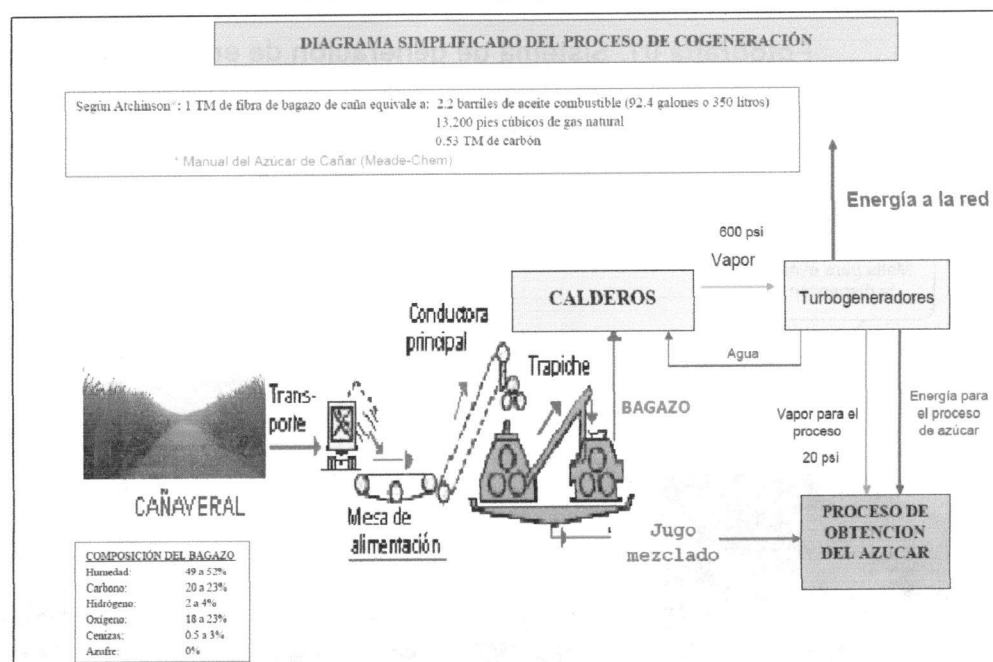 DIAGRAMA SIMPLIFICADO DEL PROCESO DE COGENERACIÓN
Según Atchinson*: 1 TM de fibra de bagazo de caña equivale a: 2.2 barriles de aceite combustible (92.4 galones o 350 litros)
13,200 pies cúbicos de gas natural
0.53 TM de carbón
* Manual del Azúcar de Cañar (Meade-Chem)
Energía a la red
600 psi
Vapor
CALDEROS
Turbogeneradores
Agua
Conductora
principal
Trapiche
BAGAZO
Trans-
porte
Vapor para el
proceso
20 psi
Energía para
el proceso
de azúcar
CAÑAVERAL
Mesa de
alimentación
Jugo
mezclado
PROCESO DE
OBTENCION
DEL AZUCAR
COMPOSICIÓN DEL BAGAZO
Humedad: 49 a 52%
Carbono: 20 a 23%
Hidrógeno: 2 a 4%
Oxígeno: 18 a 23%
Cenizas: 0.5 a 3%
Azufre: 0%